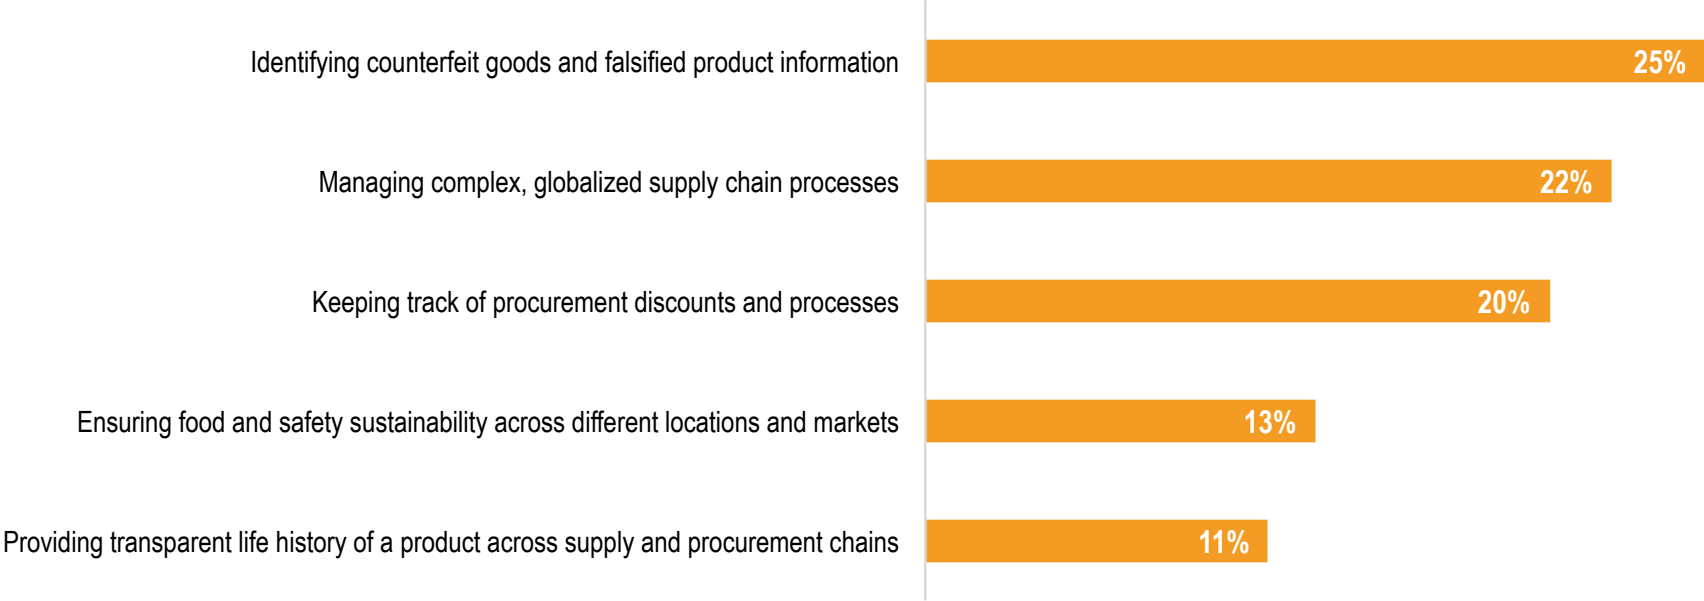 Identifying counterfeit goods and falsified product information 25%
Managing complex, globalized supply chain processes 22%
Keeping track of procurement discounts and processes 20%
Ensuring food and safety sustainability across different locations and markets 13%
Providing transparent life history of a product across supply and procurement chains 11%